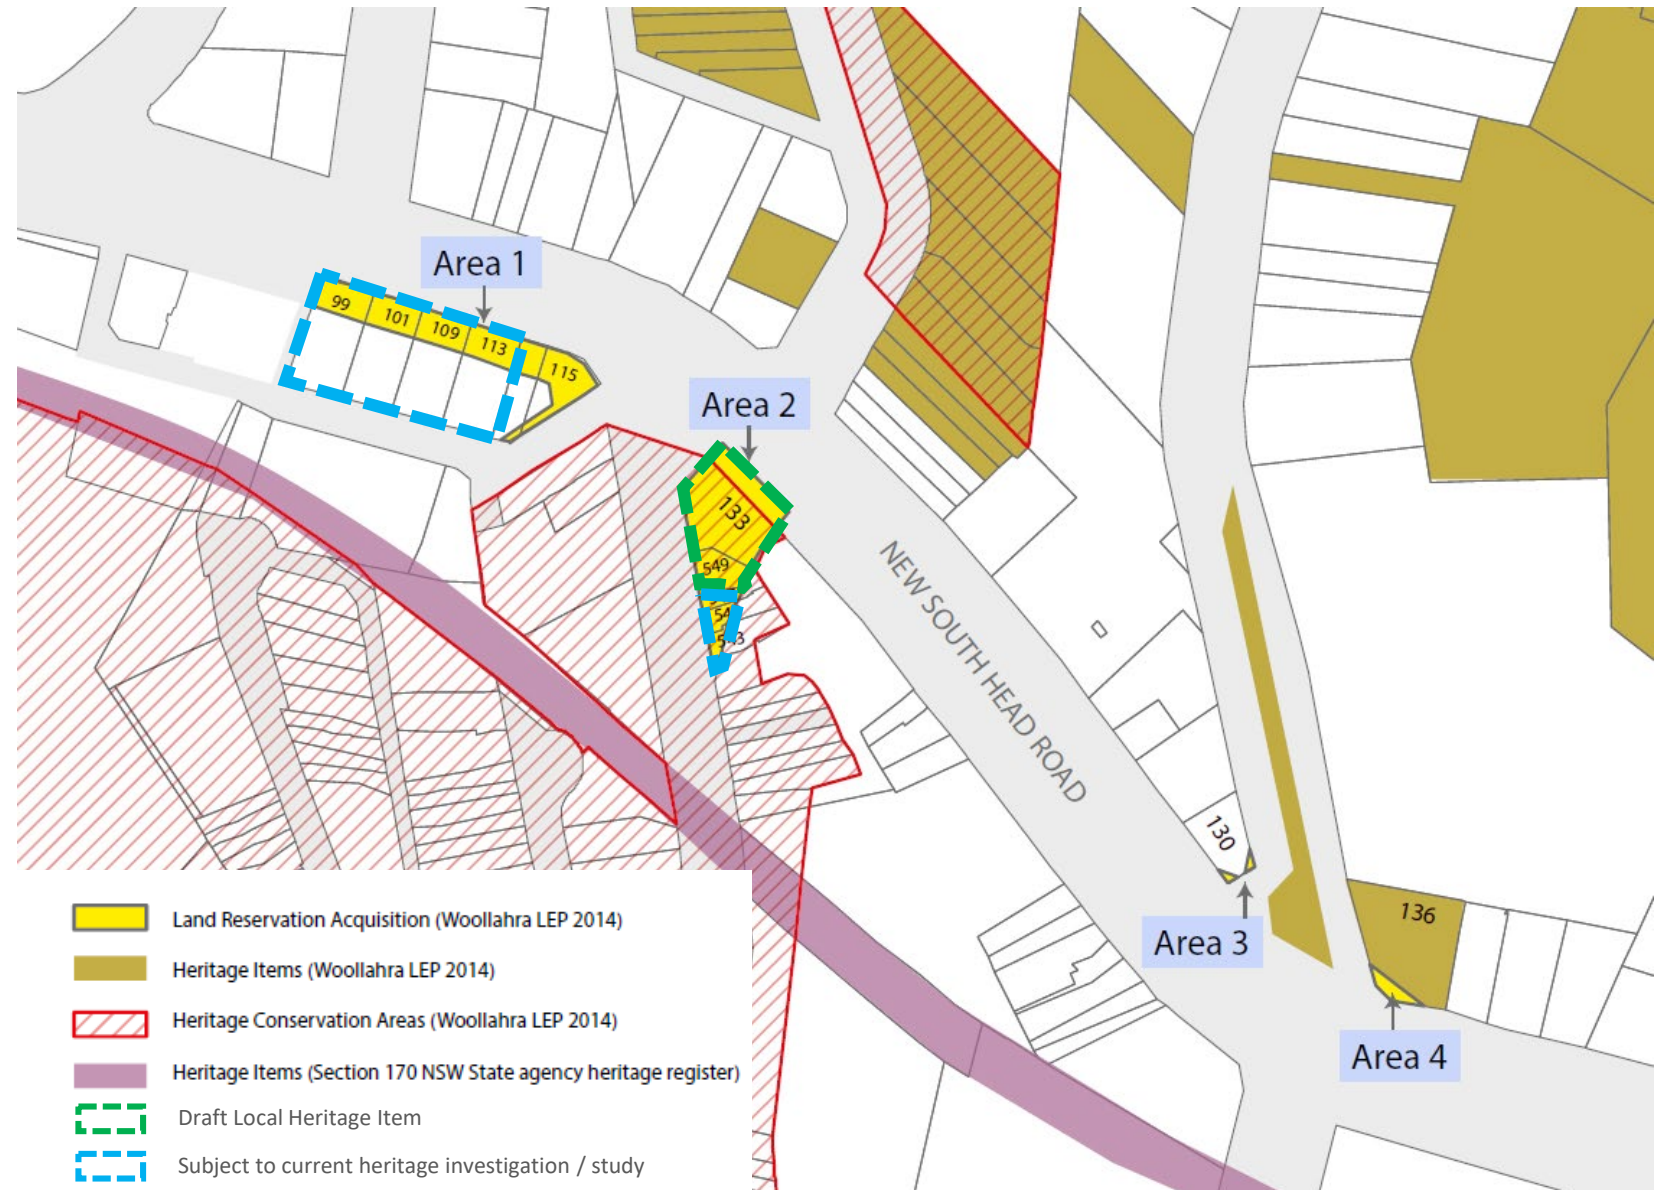 Area 1
99
101
109
113
115
Area 2
133
549
54
NEW SOUTH HEAD ROAD
130
136
Area 3
Area 4
Land Reservation Acquisition (Woollahra LEP 2014)
Heritage Items (Woollahra LEP 2014)
Heritage Conservation Areas (Woollahra LEP 2014)
Heritage Items (Section 170 NSW State agency heritage register)
Draft Local Heritage Item
Subject to current heritage investigation / study